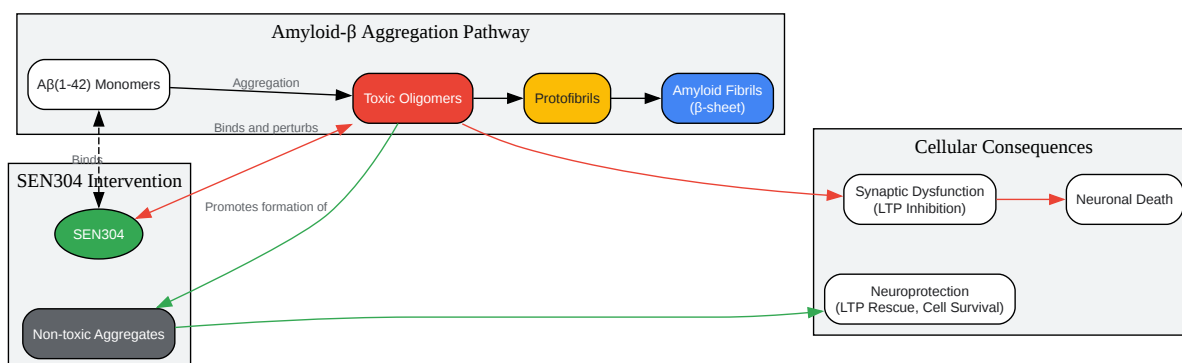 Amyloid-β Aggregation Pathway
Aβ(1-42) Monomers
Aggregation
Toxic Oligomers
Protofibrils
Amyloid Fibrils
(β-sheet)
Binds and perturbs
Binds
SEN304 Intervention
SEN304
Promotes formation of
Non-toxic Aggregates
Cellular Consequences
Synaptic Dysfunction
(LTP Inhibition)
Neuronal Death
Neuroprotection
(LTP Rescue, Cell Survival)